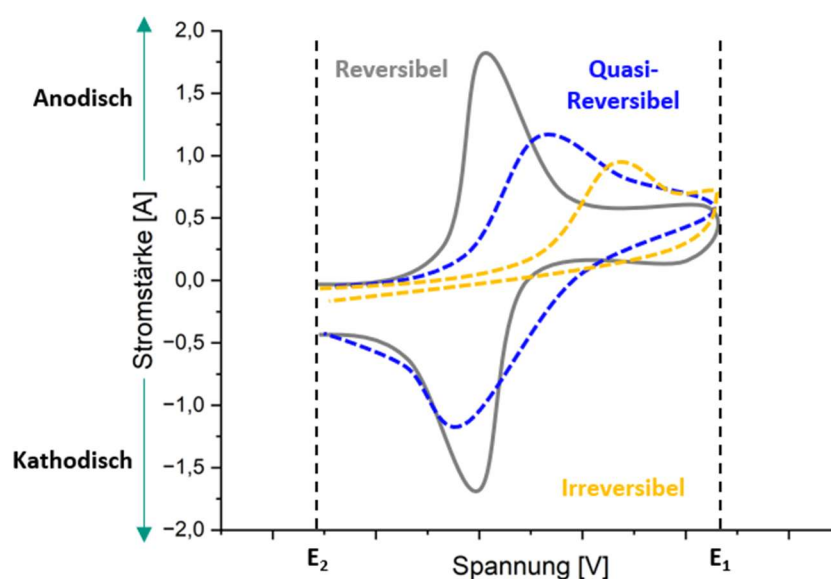 2,0
Reversibel
Quasi-
Reversibel
Anodisch
1,5
1,0
0,5
Stromstärke [A]
0,0
−0,5
−1,0
Kathodisch
−1,5
Irreversibel
−2,0
E₂
Spannung [V]
E₁